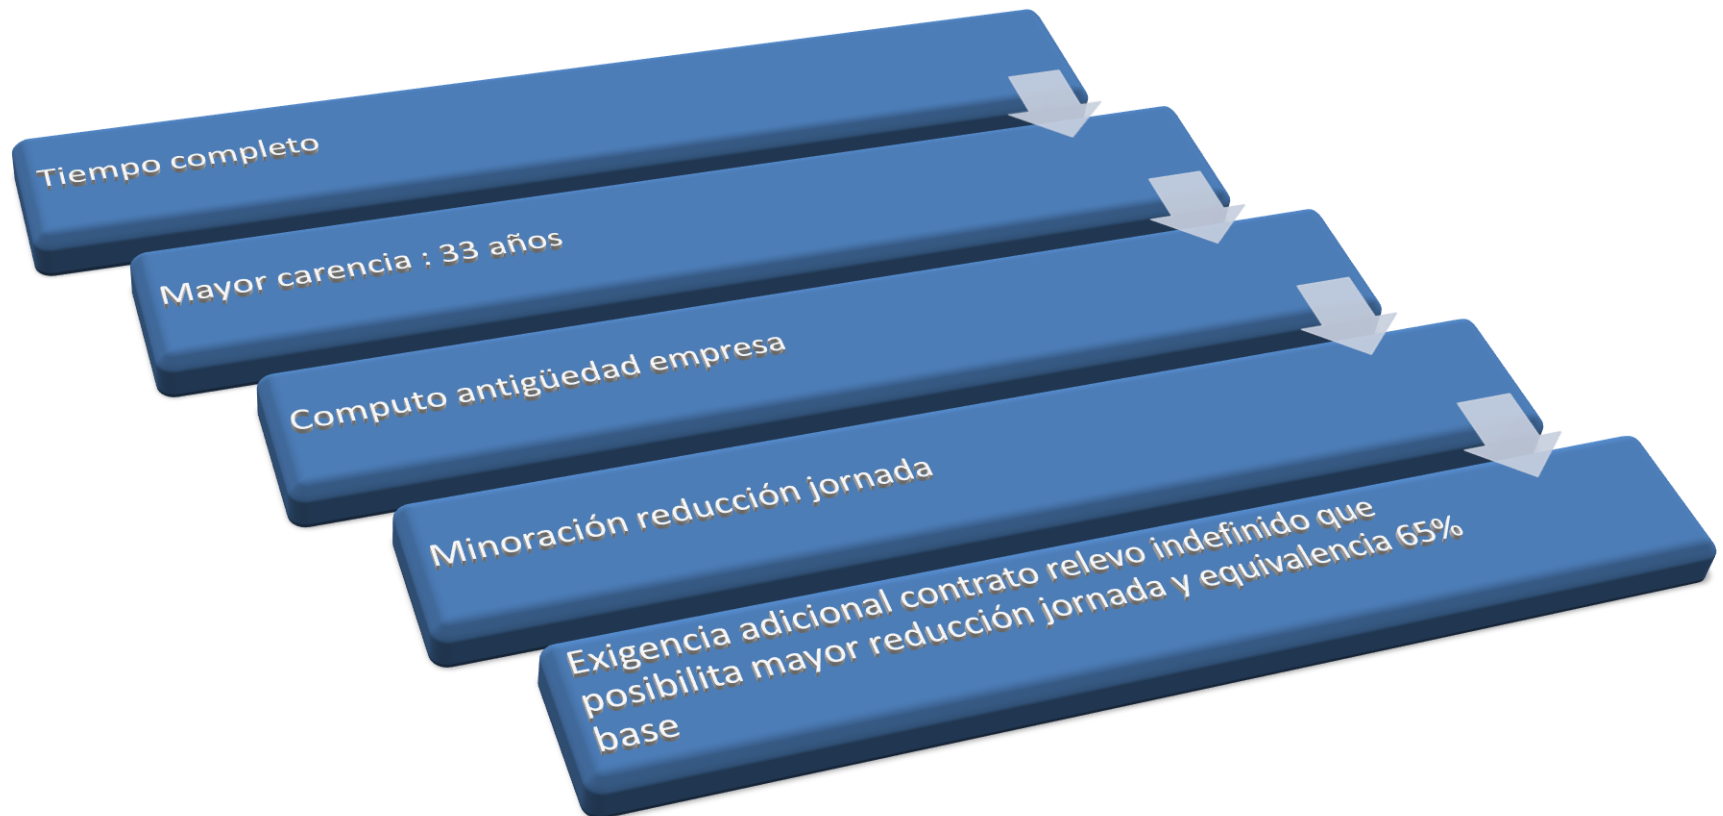 Tiempo completo
Mayor carencia : 33 años
Computo antigüedad empresa
Minoración reducción jornada
Exigencia adicional contrato relevo indefinido que
posibilita mayor reducción jornada y equivalencia 65%
base